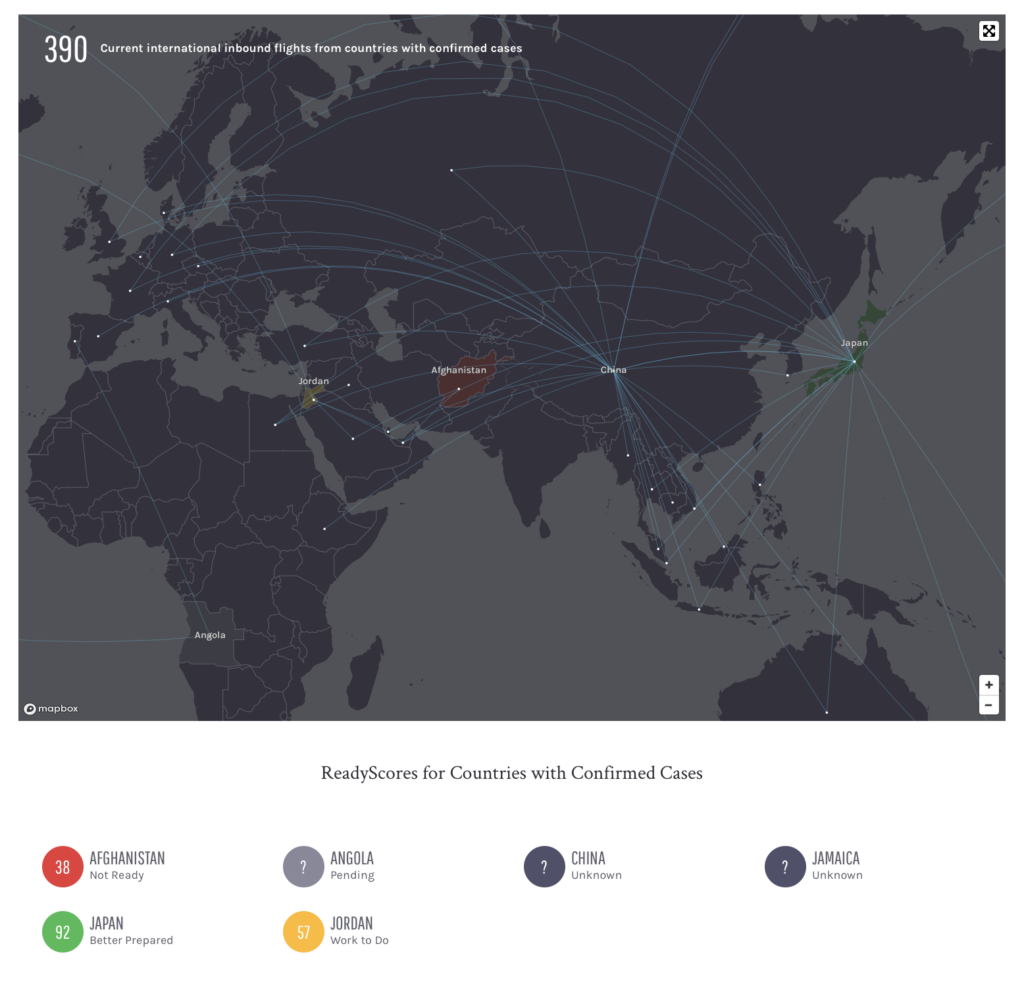 390 Current international inbound flights from countries with confirmed cases
Japan
Afghanistan
China
Jordan
Angola
+
−
mapbox
ReadyScores for Countries with Confirmed Cases
38 AFGHANISTAN
Not Ready
? ANGOLA
Pending
? CHINA
Unknown
? JAMAICA
Unknown
92 JAPAN
Better Prepared
57 JORDAN
Work to Do